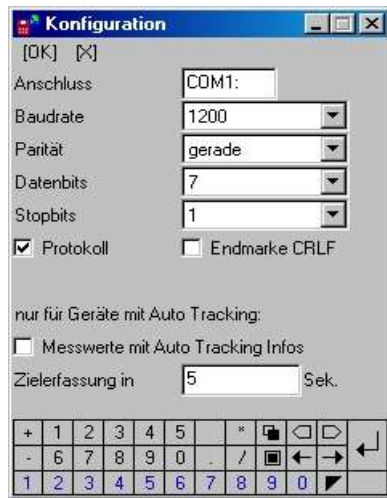 Konfiguration
[OK] [X]
Anschluss COM1:
Baudrate 1200
Parität gerade
Datenbits 7
Stopbits 1
Protokoll Endmarke CRLF
nur für Geräte mit Auto Tracking:
Messwerte mit Auto Tracking Infos
Zielerfassung in 5 Sek.
+ 1 2 3 4 5 *
- 6 7 8 9 0 . /
1 2 3 4 5 6 7 8 9 0